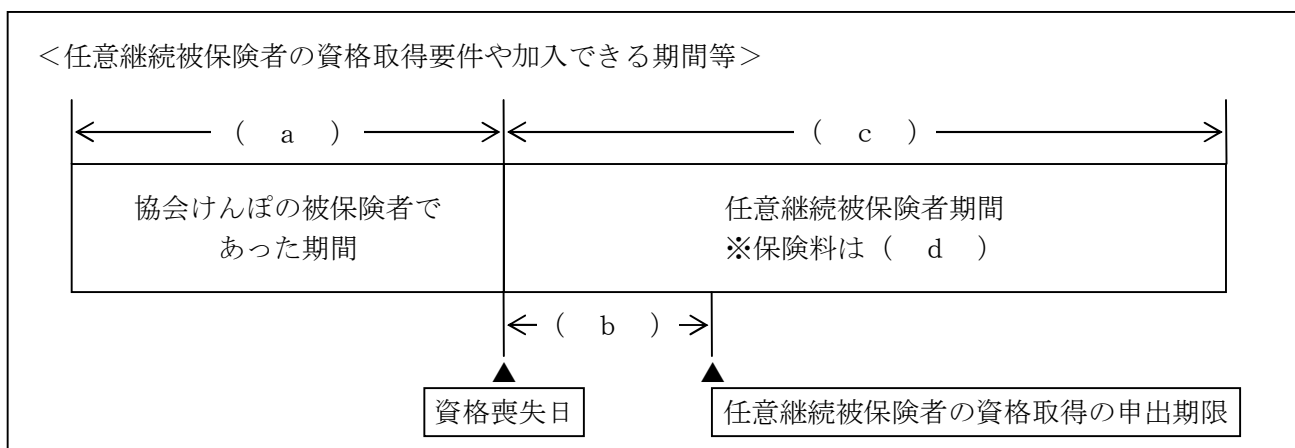 ＜任意継続被保険者の資格取得要件や加入できる期間等＞
（　ａ　）
（　ｃ　）
協会けんぽの被保険者で
あった期間
任意継続被保険者期間
※保険料は（　ｄ　）
（　ｂ　）
▲
▲
資格喪失日
任意継続被保険者の資格取得の申出期限